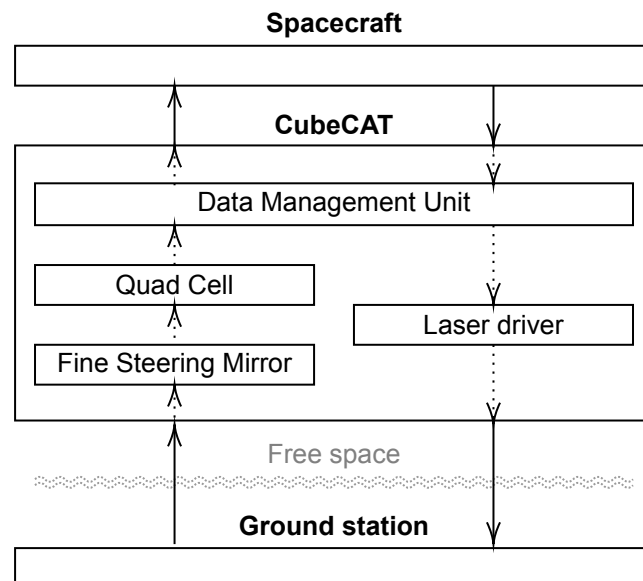 Spacecraft
CubeCAT
Data Management Unit
Quad Cell
Laser driver
Fine Steering Mirror
Free space
Ground station